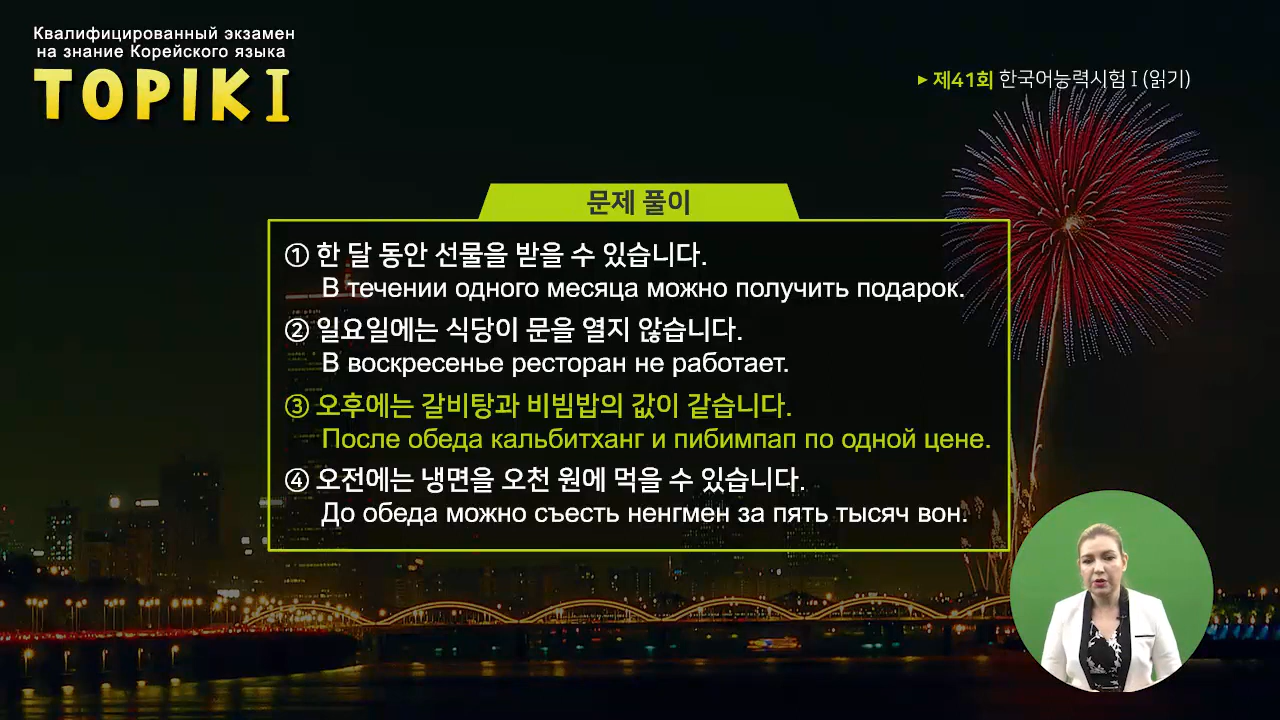 Квалифицированный экзамен
на знание Корейского языка
TOPIK I
▶ 제41회 한국어능력시험 I (읽기)
문제 풀이
① 한 달 동안 선물을 받을 수 있습니다.
В течении одного месяца можно получить подарок.
② 일요일에는 식당이 문을 열지 않습니다.
В воскресенье ресторан не работает.
③ 오후에는 갈비탕과 비빔밥의 값이 같습니다.
После обеда кальбитханг и пибимпап по одной цене.
④ 오전에는 냉면을 오천 원에 먹을 수 있습니다.
До обеда можно съесть ненгмен за пять тысяч вон.